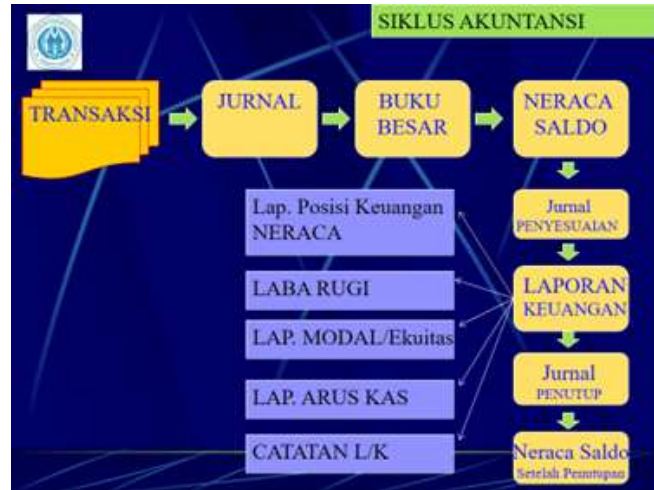 SIKLUS AKUNTANSI
TRANSAKSI
JURNAL
BUKU
BESAR
NERACA
SALDO
Jurnal
PENYESUAIAN
Lap. Posisi Keuangan
NERACA
LABA RUGI
LAP. MODAL/Ekuitas
LAP. ARUS KAS
CATATAN L/K
LAPORAN
KEUANGAN
Jurnal
PENUTUP
Neraca Saldo
Setelah Penutupan